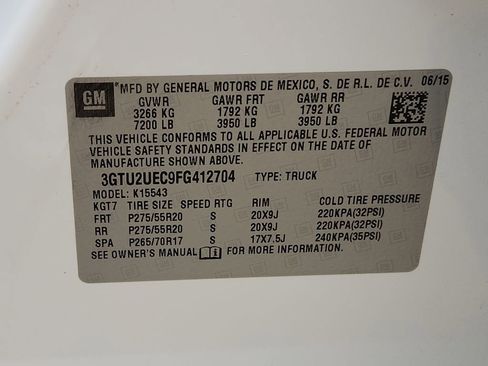 GM
MFD BY GENERAL MOTORS DE MEXICO, S. DE R.L. DE C.V. 06/15
GVWR GAWR FRT GAWR RR
3266 KG 1792 KG 1792 KG
7200 LB 3950 LB 3950 LB
THIS VEHICLE CONFORMS TO ALL APPLICABLE U.S. FEDERAL MOTOR
VEHICLE SAFETY STANDARDS IN EFFECT ON THE DATE OF
MANUFACTURE SHOWN ABOVE.
3GTU2UEC9FG412704 TYPE: TRUCK
MODEL: K15543
KGT7 TIRE SIZE SPEED RTG RIM COLD TIRE PRESSURE
FRT P275/55R20 S 20X9J 220KPA(32PSI)
RR P275/55R20 S 20X9J 220KPA(32PSI)
SPA P265/70R17 S 17X7.5J 240KPA(35PSI)
SEE OWNER'S MANUAL FOR MORE INFORMATION